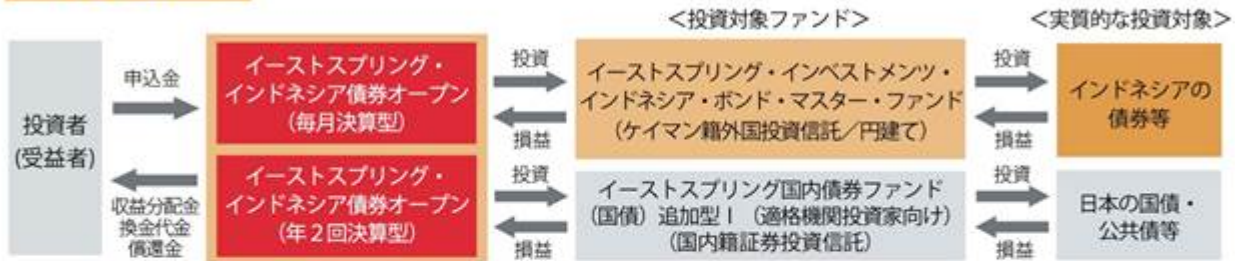 ＜投資対象ファンド＞
＜実質的な投資対象＞
投資者
(受益者)
申込金
収益分配金
換金代金
償還金
イーストスプリング・
インドネシア債券オープン
（毎月決算型）
イーストスプリング・
インドネシア債券オープン
（年２回決算型）
投資
損益
投資
損益
イーストスプリング・インベストメンツ・
インドネシア・ボンド・マスター・ファンド
（ケイマン籍外国投資信託／円建て）
イーストスプリング国内債券ファンド
（国債）追加型Ⅰ（適格機関投資家向け）
（国内籍証券投資信託）
投資
損益
投資
損益
インドネシアの
債券等
日本の国債・
公共債等